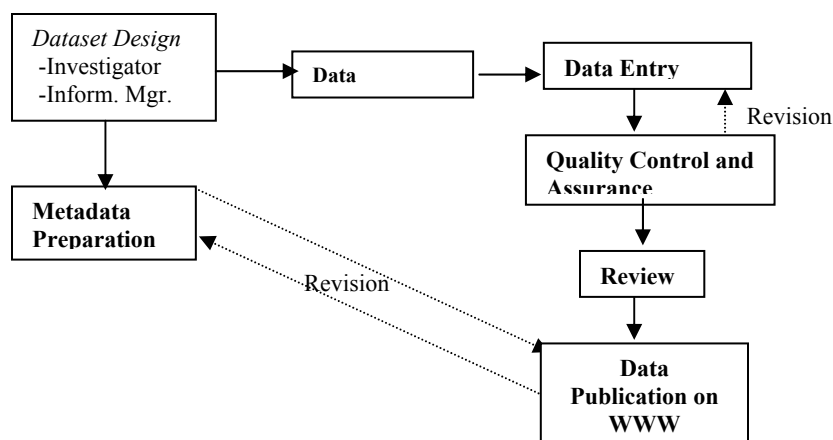 Dataset Design
-Investigator
-Inform. Mgr.
Data
Data Entry
Revision
Quality Control and
Assurance
Metadata
Preparation
Revision
Review
Data
Publication on
WWW